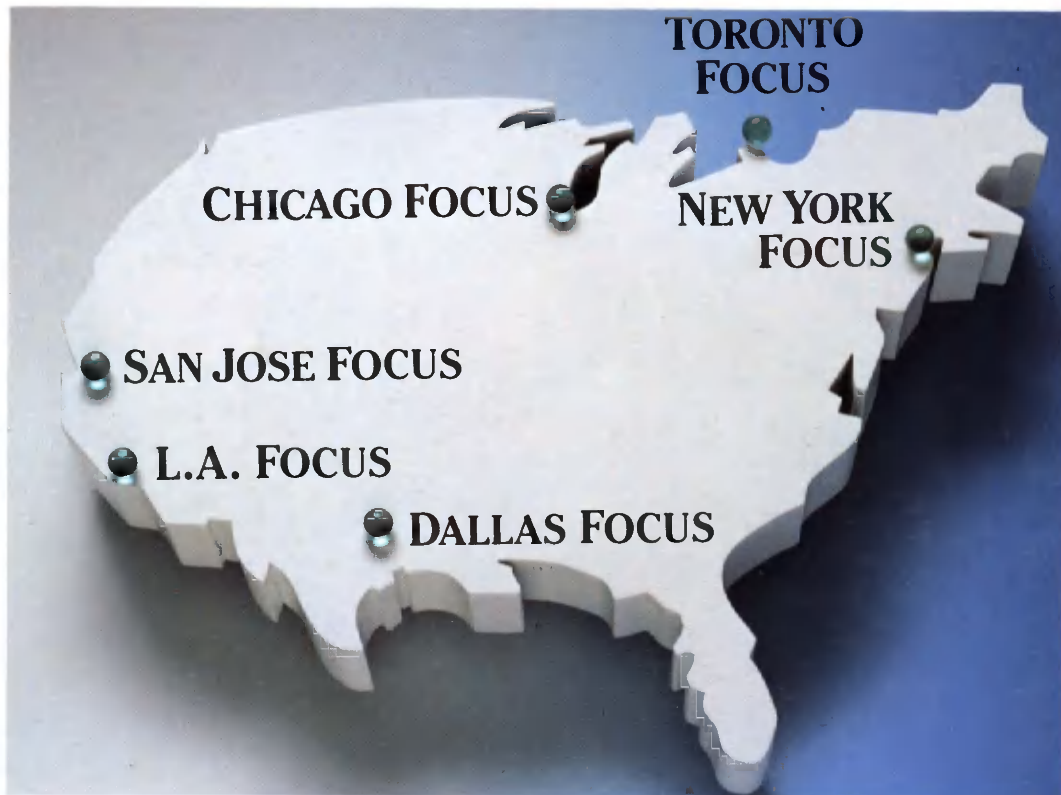 TORONTO
FOCUS
CHICAGO FOCUS
NEW YORK
FOCUS
SAN JOSE FOCUS
L.A. FOCUS
DALLAS FOCUS